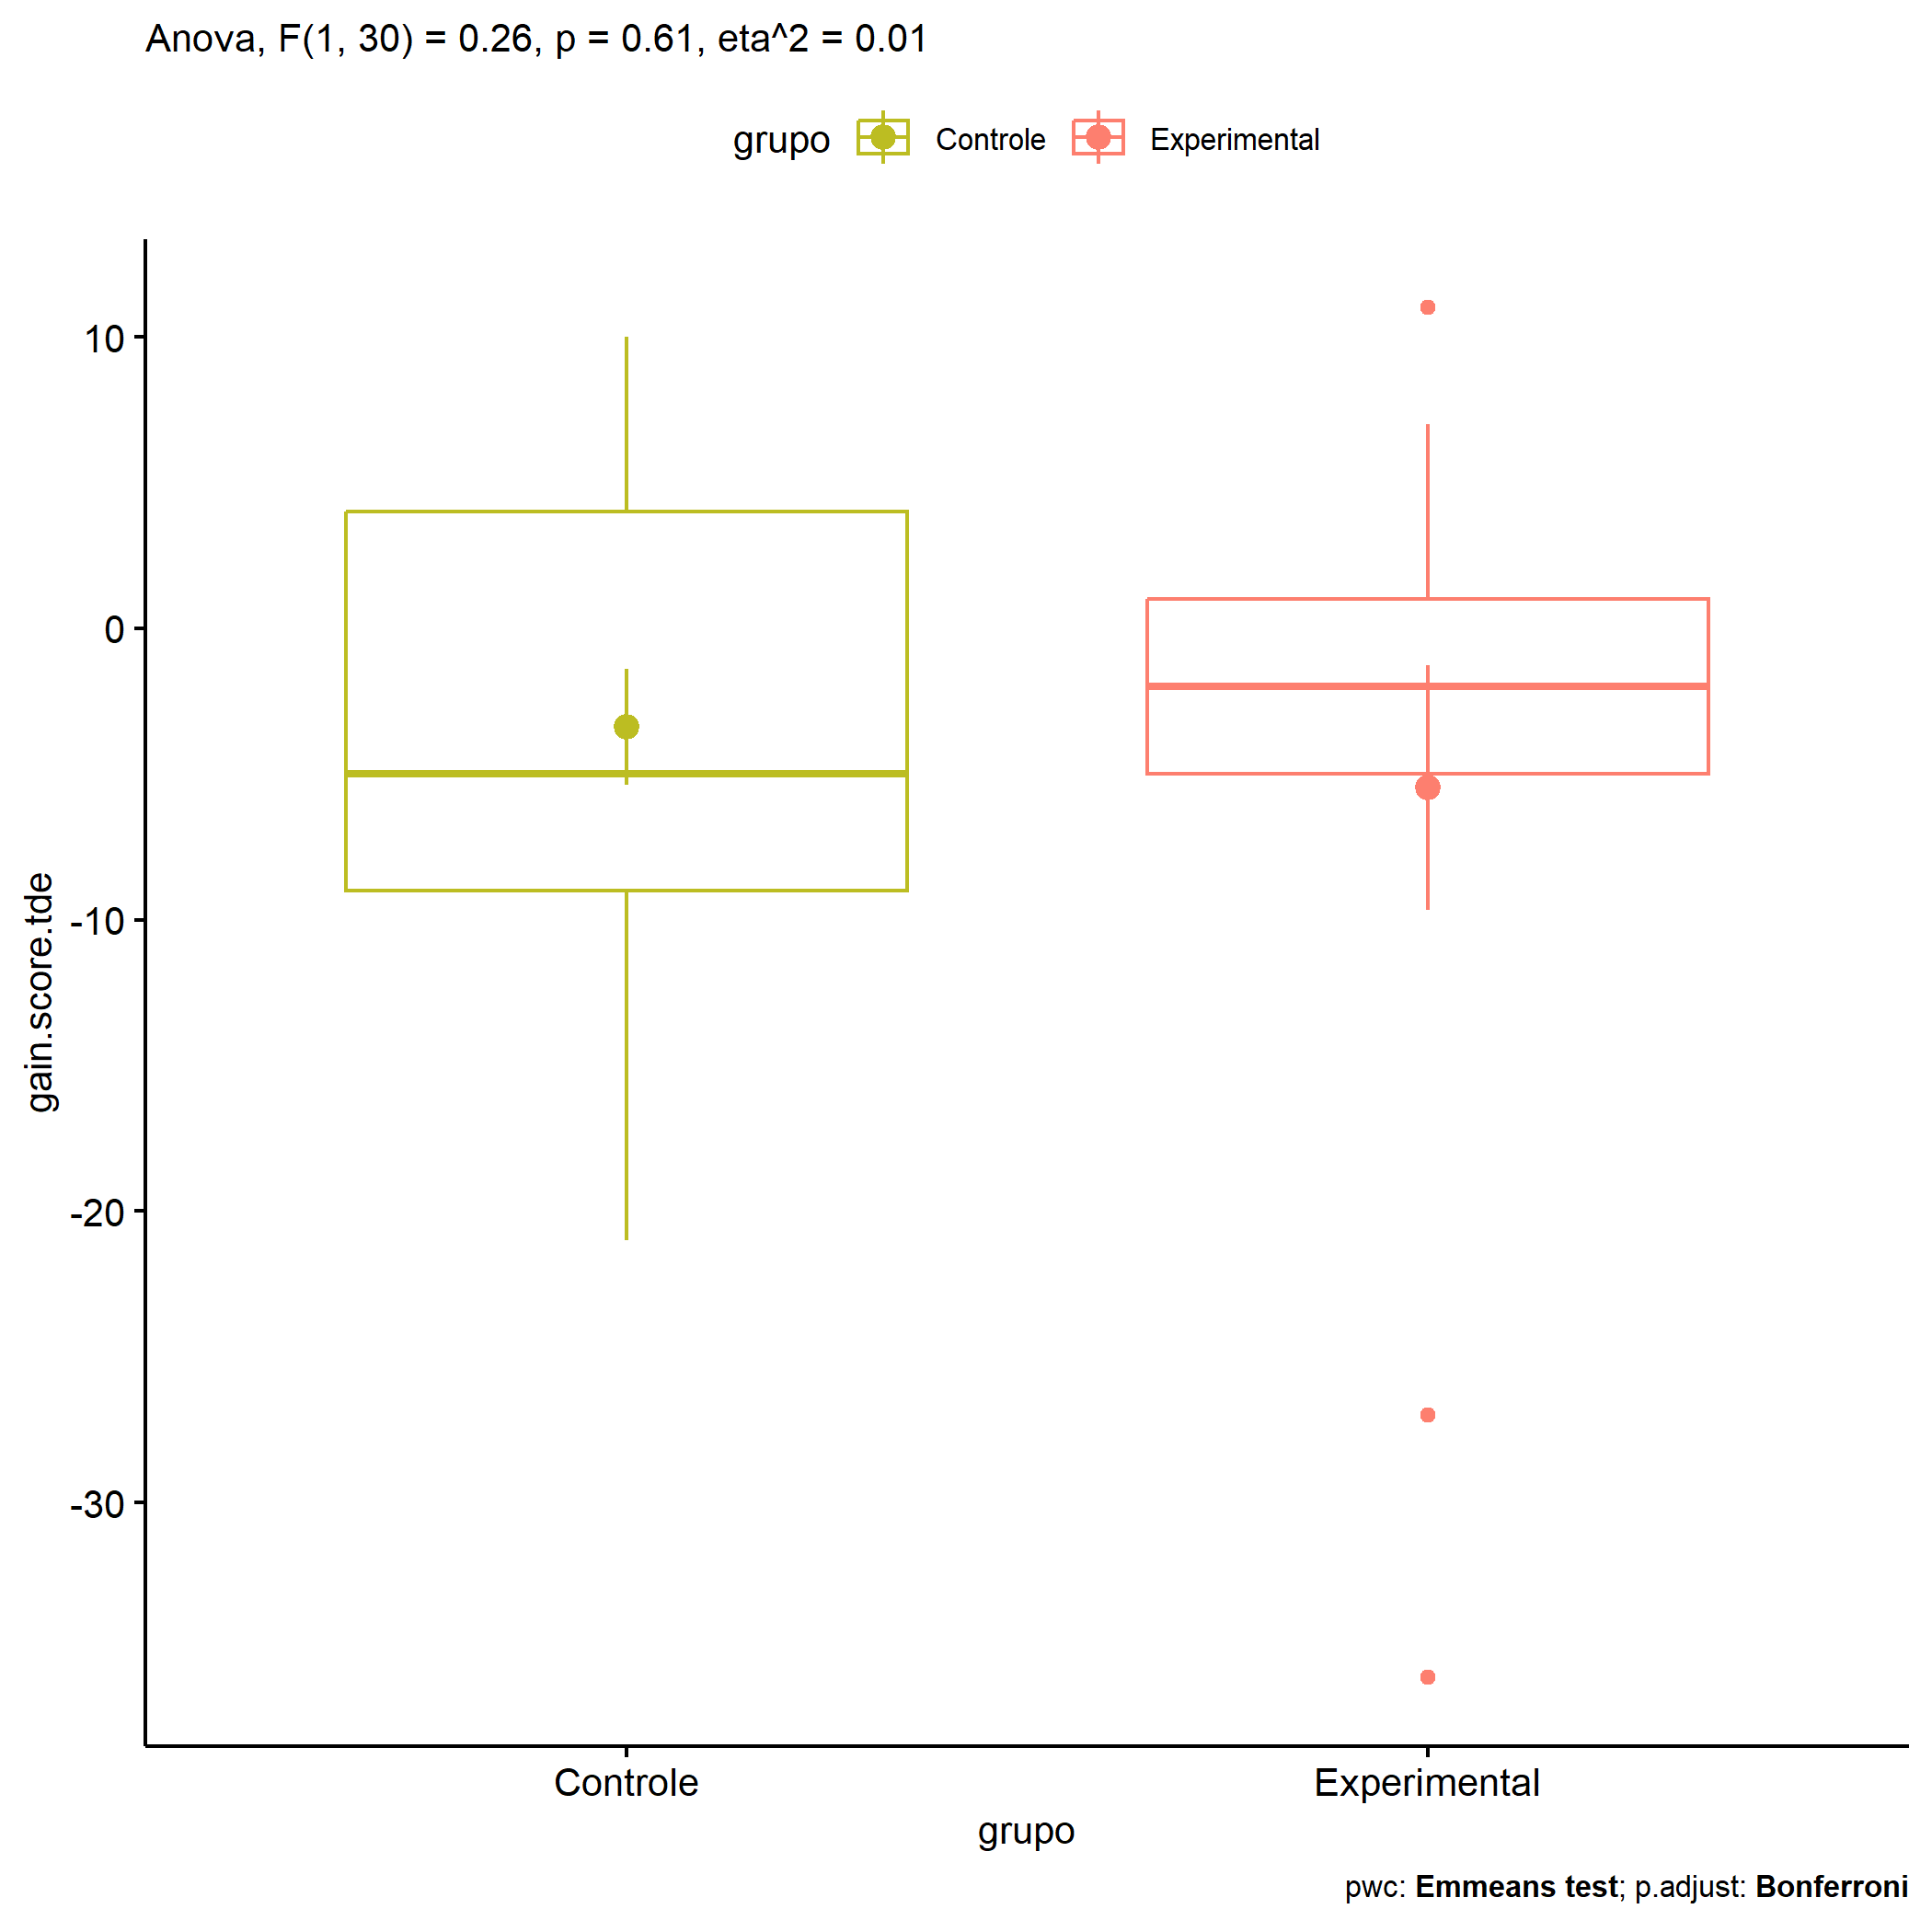 Anova, F(1, 30) = 0.26, p = 0.61, eta^2 = 0.01
grupo Controle Experimental
gain.score.tde
10
0
-10
-20
-30
Controle Experimental
grupo
pwc: Emmeans test; p.adjust: Bonferroni